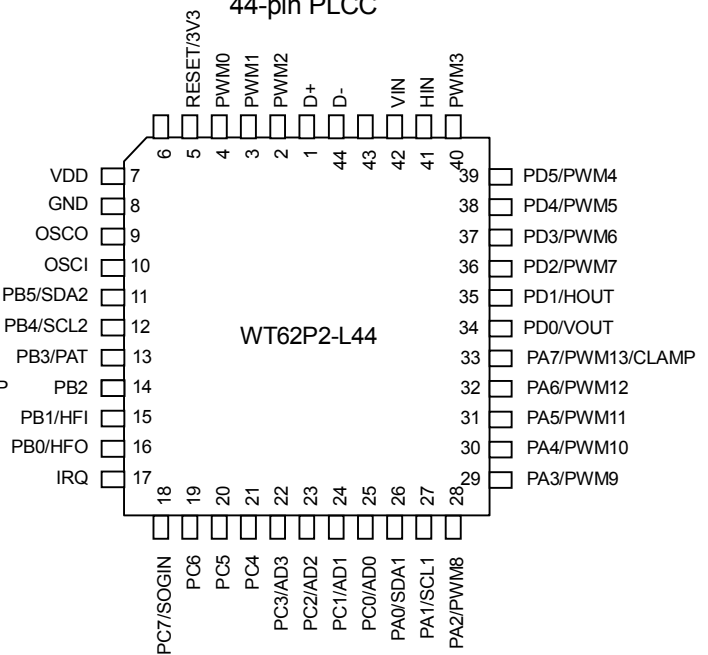 44-pin PLCC
RESET/3V3
PWM0
PWM1
PWM2
D+
D-
VIN
HIN
PWM3
6
5
4
3
2
1
44
43
42
41
40
VDD 7
GND 8
OSCO 9
OSCI 10
PB5/SDA2 11
PB4/SCL2 12
PB3/PAT 13
P PB2 14
PB1/HFI 15
PB0/HFO 16
IRQ 17
WT62P2-L44
39 PD5/PWM4
38 PD4/PWM5
37 PD3/PWM6
36 PD2/PWM7
35 PD1/HOUT
34 PD0/VOUT
33 PA7/PWM13/CLAMP
32 PA6/PWM12
31 PA5/PWM11
30 PA4/PWM10
29 PA3/PWM9
18
19
20
21
22
23
24
25
26
27
28
PC7/SOGIN
PC6
PC5
PC4
PC3/AD3
PC2/AD2
PC1/AD1
PC0/AD0
PA0/SDA1
PA1/SCL1
PA2/PWM8